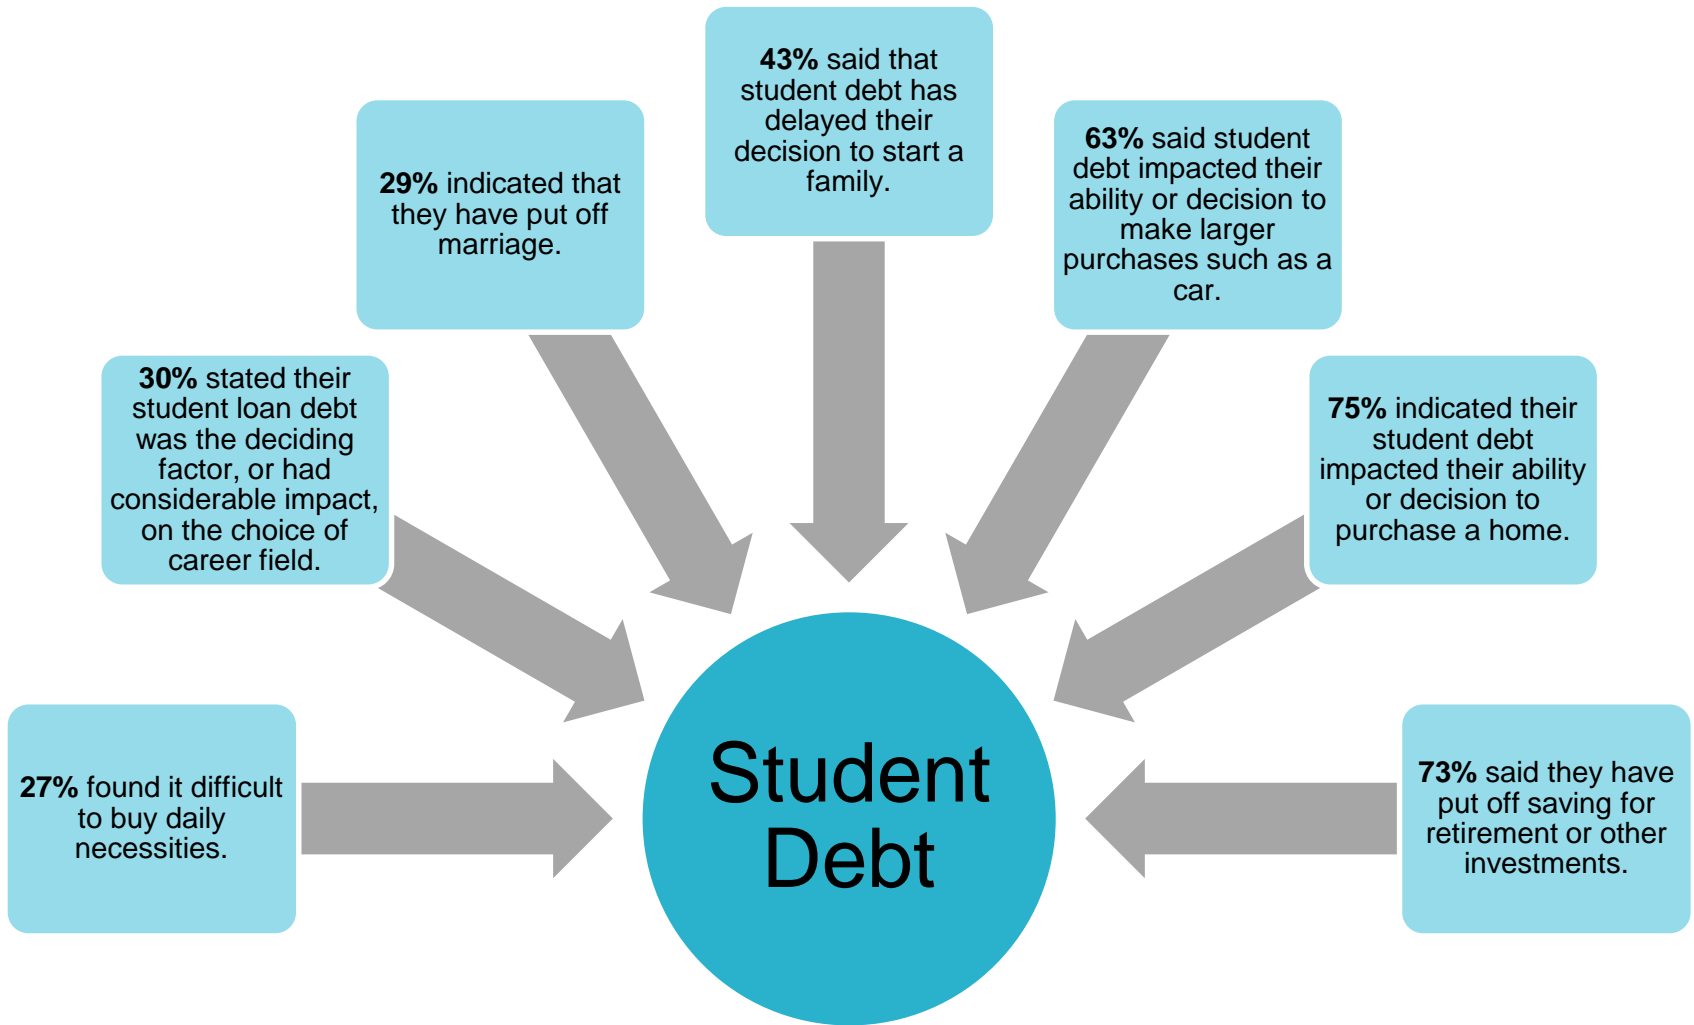 27% found it difficult
to buy daily
necessities.
30% stated their
student loan debt
was the deciding
factor, or had
considerable impact,
on the choice of
career field.
29% indicated that
they have put off
marriage.
43% said that
student debt has
delayed their
decision to start a
family.
63% said student
debt impacted their
ability or decision to
make larger
purchases such as a
car.
75% indicated their
student debt
impacted their ability
or decision to
purchase a home.
73% said they have
put off saving for
retirement or other
investments.
Student
Debt